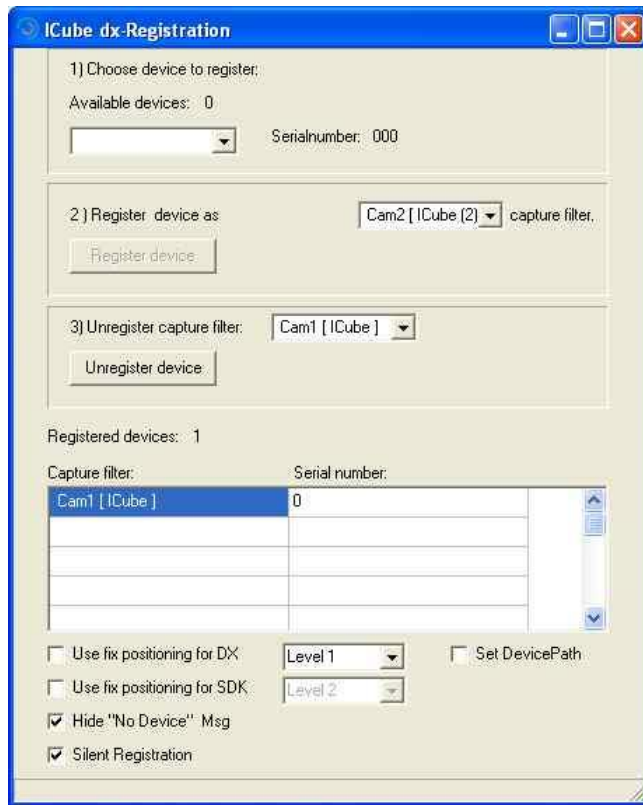 ICube dx-Registration
1) Choose device to register:
Available devices: 0
Serialnumber: 000
2 ) Register device as Cam2 [ ICube (2) capture filter.
Register device
3) Unregister capture filter: Cam1 [ ICube ]
Unregister device
Registered devices: 1
Capture filter: Serial number:
Cam1 [ ICube ] 0
Use fix positioning for DX Level 1 Set DevicePath
Use fix positioning for SDK Level 2
Hide "No Device" Msg
Silent Registration